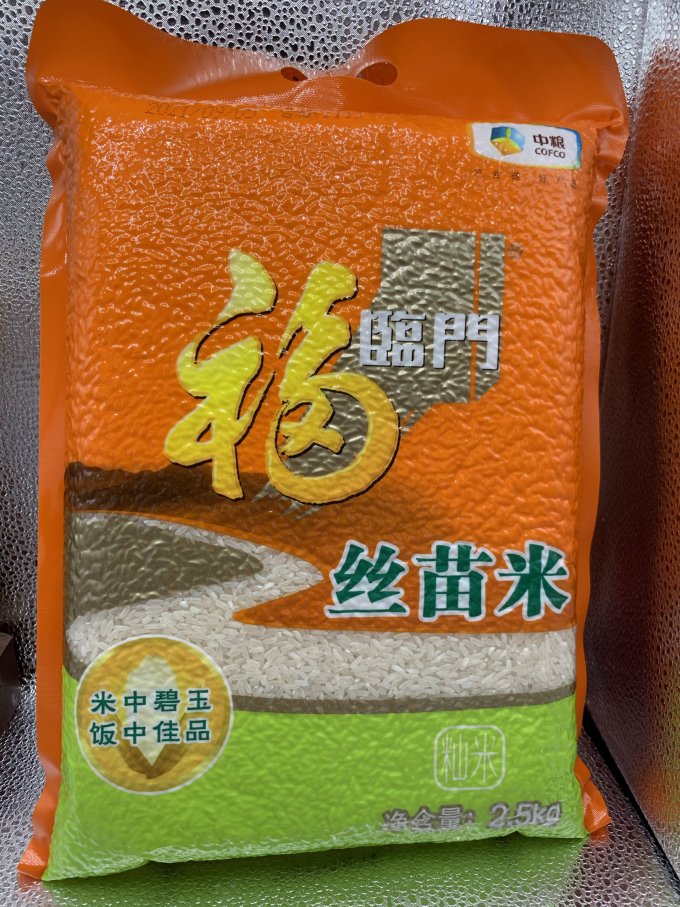 中粮
COFCO
福
臨門
丝苗米
米中碧玉
饭中佳品
籼米
净含量：2.5kg